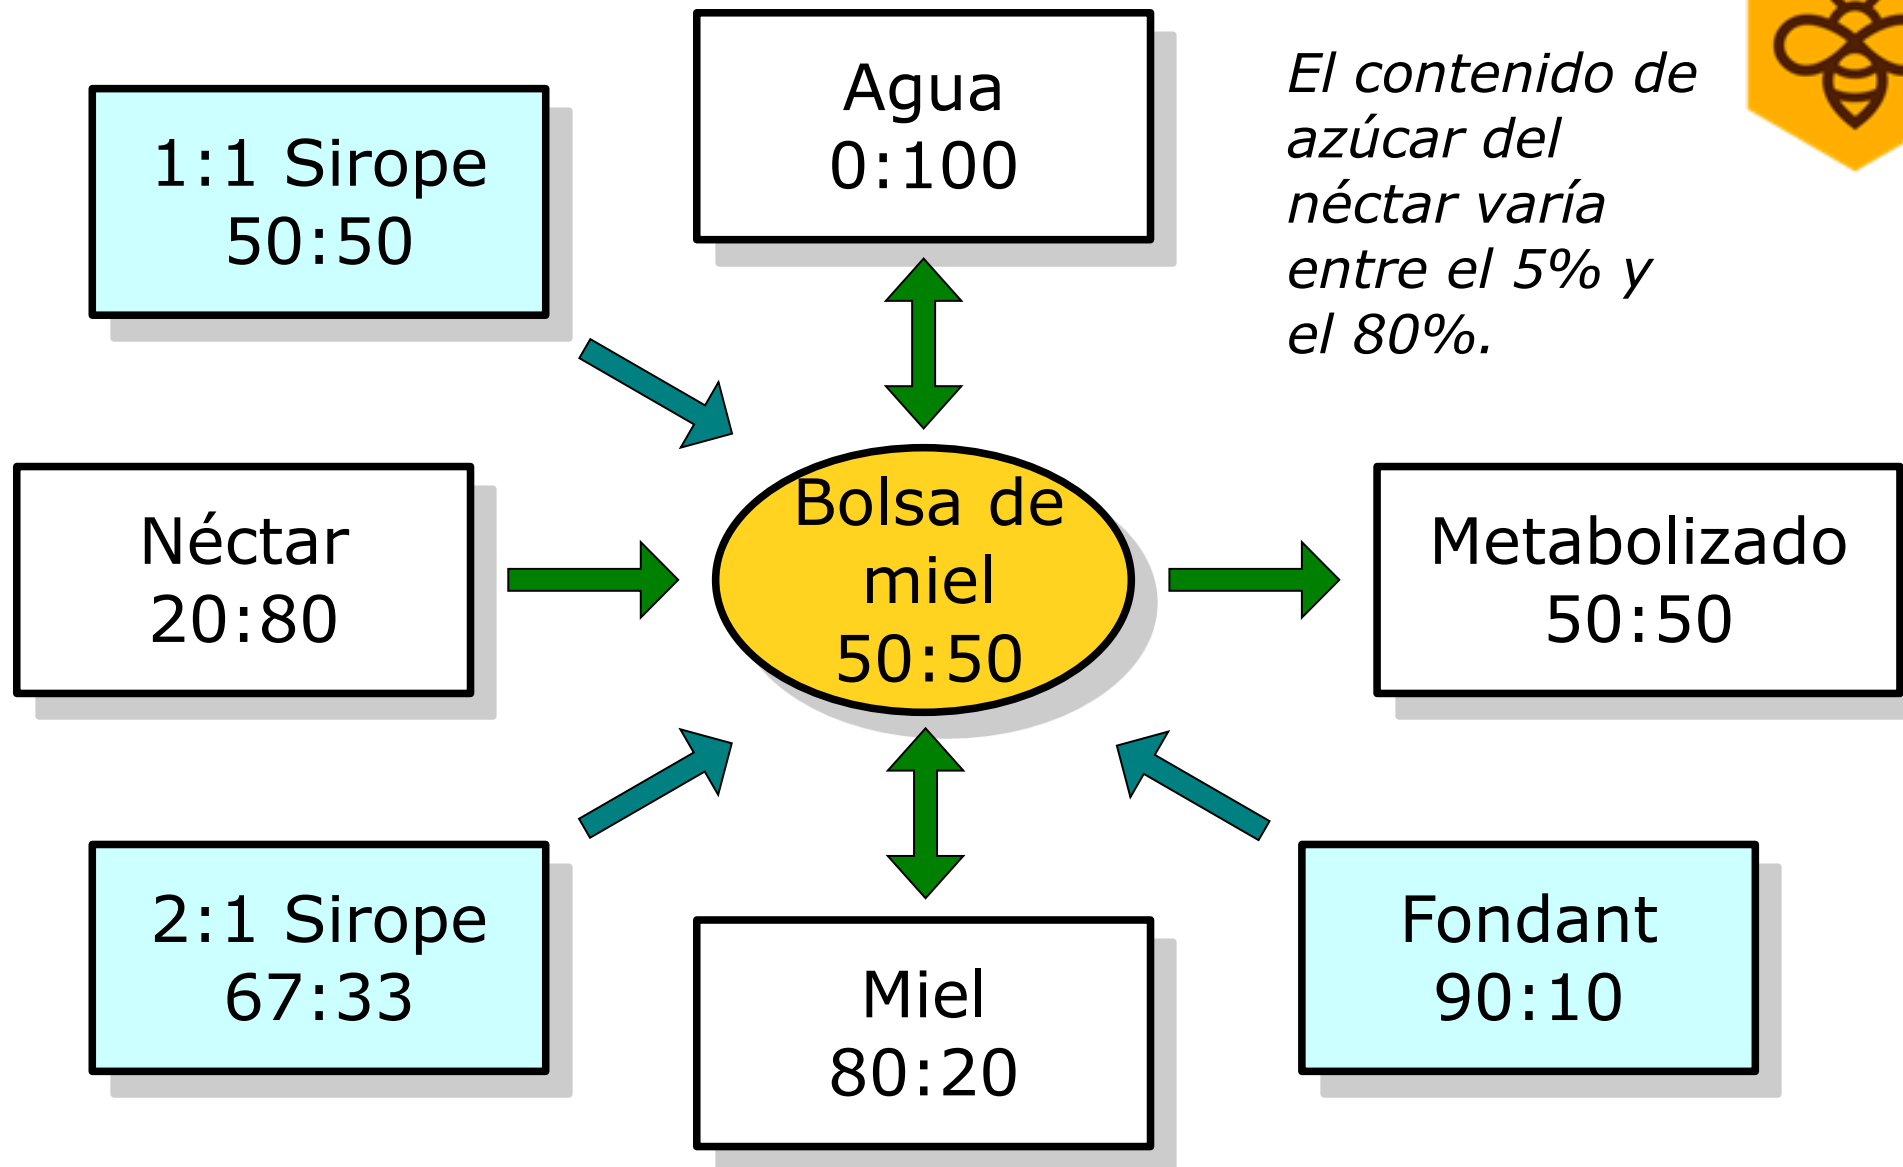 Agua
0:100
El contenido de
azúcar del
néctar varía
entre el 5% y
el 80%.
1:1 Sirope
50:50
Néctar
20:80
Bolsa de
miel
50:50
Metabolizado
50:50
2:1 Sirope
67:33
Miel
80:20
Fondant
90:10